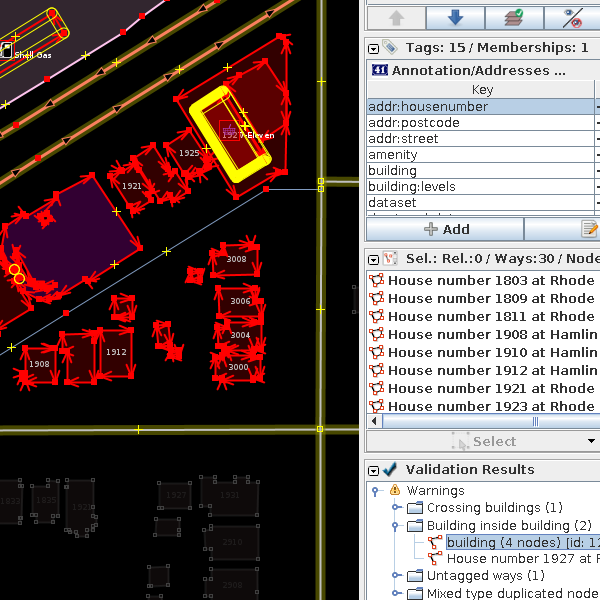 Shell Gas
1927-Eleven
1925
1921
3008
3006
3004
3000
1912
1908
1833
1835
1927
1931
2918
2908
Tags: 15 / Memberships: 1
Annotation/Addresses ...
Key
addr:housenumber
addr:postcode
addr:street
amenity
building
building:levels
dataset
Add
Sel.: Rel.:0 / Ways:30 / Node
House number 1803 at Rhode
House number 1809 at Rhode
House number 1811 at Rhode
House number 1908 at Hamlin
House number 1910 at Hamlin
House number 1912 at Hamlin
House number 1921 at Rhode
House number 1923 at Rhode
Select
Validation Results
Warnings
Crossing buildings (1)
Building inside building (2)
building (4 nodes) [id: 12
House number 1927 at R
Untagged ways (1)
Mixed type duplicated node